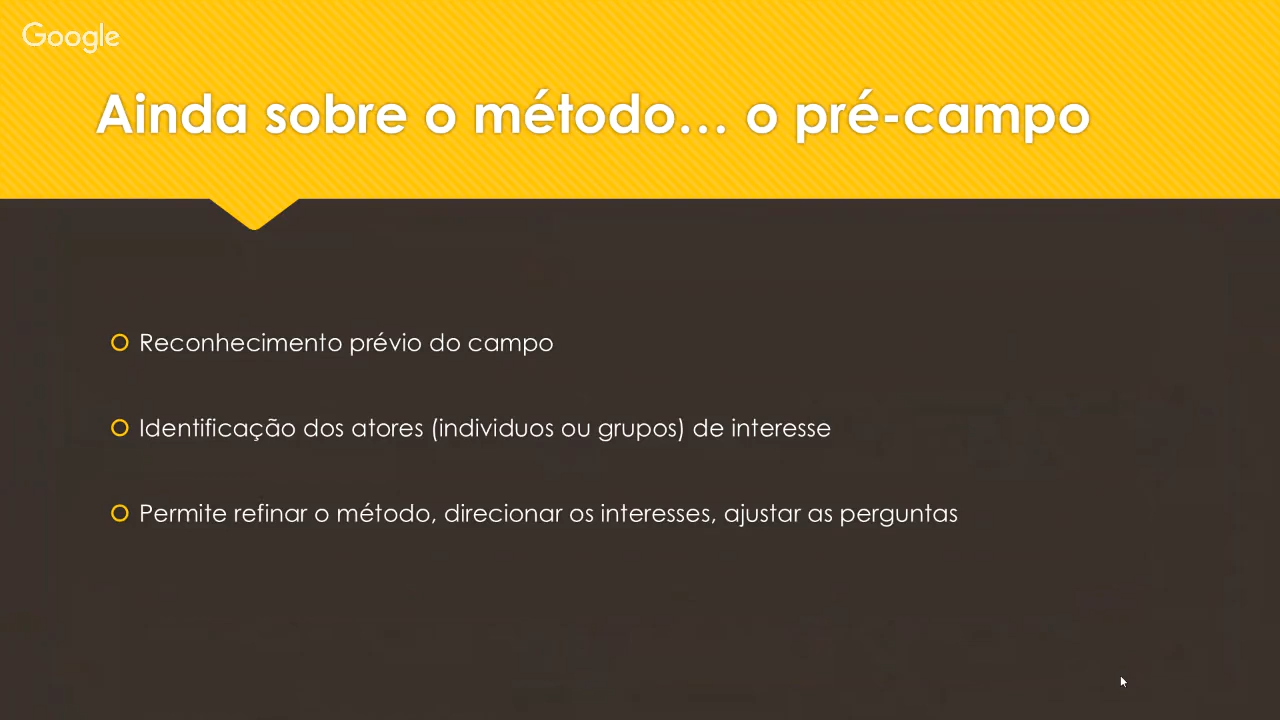 Google
Ainda sobre o método... o pré-campo
Reconhecimento prévio do campo
Identificação dos atores (individuos ou grupos) de interesse
Permite refinar o método, direcionar os interesses, ajustar as perguntas